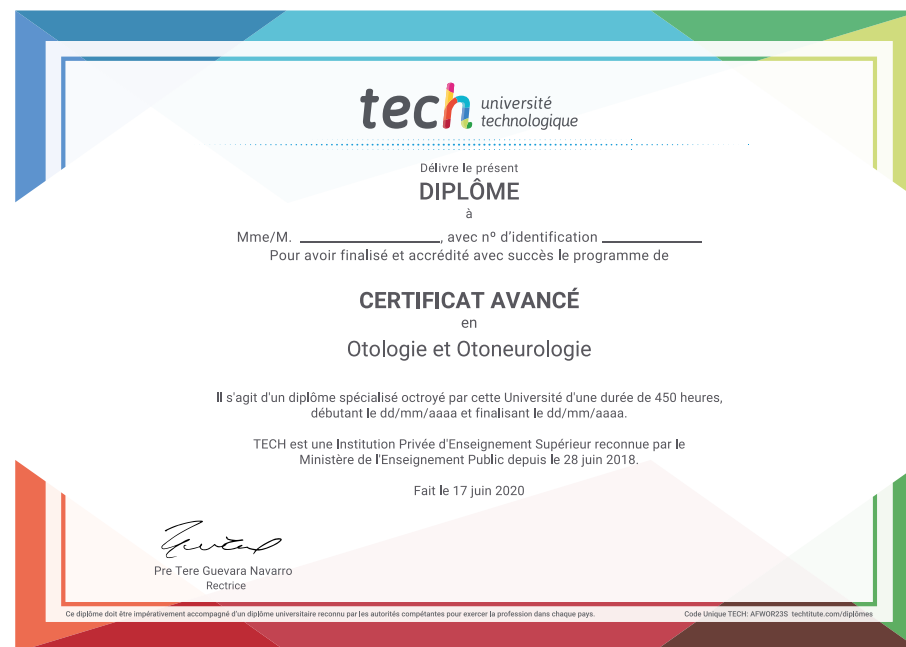 tech université
technologique
Délivre le présent
DIPLÔME
à
Mme/M. ____________________, avec nº d'identification ______________
Pour avoir finalisé et accrédité avec succès le programme de
CERTIFICAT AVANCÉ
en
Otologie et Otoneurologie
Il s'agit d'un diplôme spécialisé octroyé par cette Université d'une durée de 450 heures,
débutant le dd/mm/aaaa et finalisant le dd/mm/aaaa.
TECH est une Institution Privée d'Enseignement Supérieur reconnue par le
Ministère de l'Enseignement Public depuis le 28 juin 2018.
Fait le 17 juin 2020
Pre Tere Guevara Navarro
Rectrice
Ce diplôme doit être impérativement accompagné d'un diplôme universitaire reconnu par les autorités compétentes pour exercer la profession dans chaque pays.
Code Unique TECH: AFWOR23S techtitute.com/diplômes